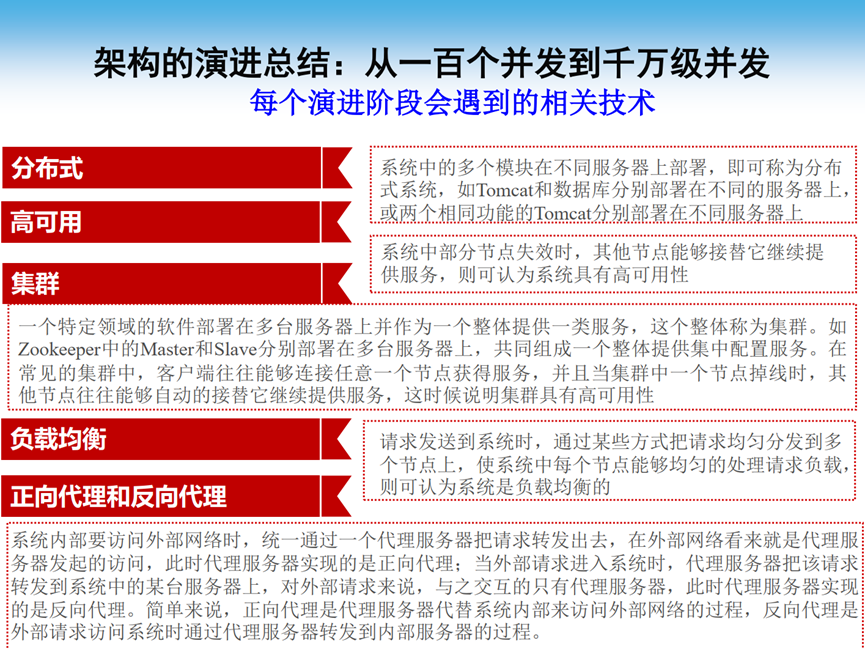 架构的演进总结：从一百个并发到千万级并发
每个演进阶段会遇到的相关技术
分布式
系统中的多个模块在不同服务器上部署，即可称为分布
式系统，如Tomcat和数据库分别部署在不同的服务器上，
或两个相同功能的Tomcat分别部署在不同服务器上
高可用
系统中部分节点失效时，其他节点能够接替它继续提
供服务，则可认为系统具有高可用性
集群
一个特定领域的软件部署在多台服务器上并作为一个整体提供一类服务，这个整体称为集群。如
Zookeeper中的Master和Slave分别部署在多台服务器上，共同组成一个整体提供集中配置服务。在
常见的集群中，客户端往往能够连接任意一个节点获得服务，并且当集群中一个节点掉线时，其
他节点往往能够自动的接替它继续提供服务，这时候说明集群具有高可用性
负载均衡
请求发送到系统时，通过某些方式把请求均匀分发到多
个节点上，使系统中每个节点能够均匀的处理请求负载，
则可认为系统是负载均衡的
正向代理和反向代理
系统内部要访问外部网络时，统一通过一个代理服务器把请求转发出去，在外部网络看来就是代理服
务器发起的访问，此时代理服务器实现的是正向代理；当外部请求进入系统时，代理服务器把该请求
转发到系统中的某台服务器上，对外部请求来说，与之交互的只有代理服务器，此时代理服务器实现
的是反向代理。简单来说，正向代理是代理服务器代替系统内部来访问外部网络的过程，反向代理是
外部请求访问系统时通过代理服务器转发到内部服务器的过程。